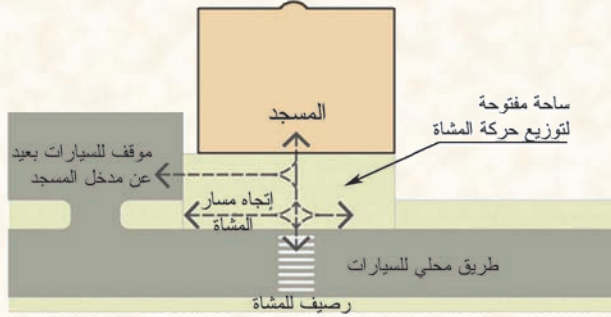 المسجد
ساحة مفتوحة
لتوزيع حركة المشاة
موقف للسيارات بعيد
عن مدخل المسجد
إتجاه مسار
المشاة
طريق محلي للسيارات
رصيف للمشاة